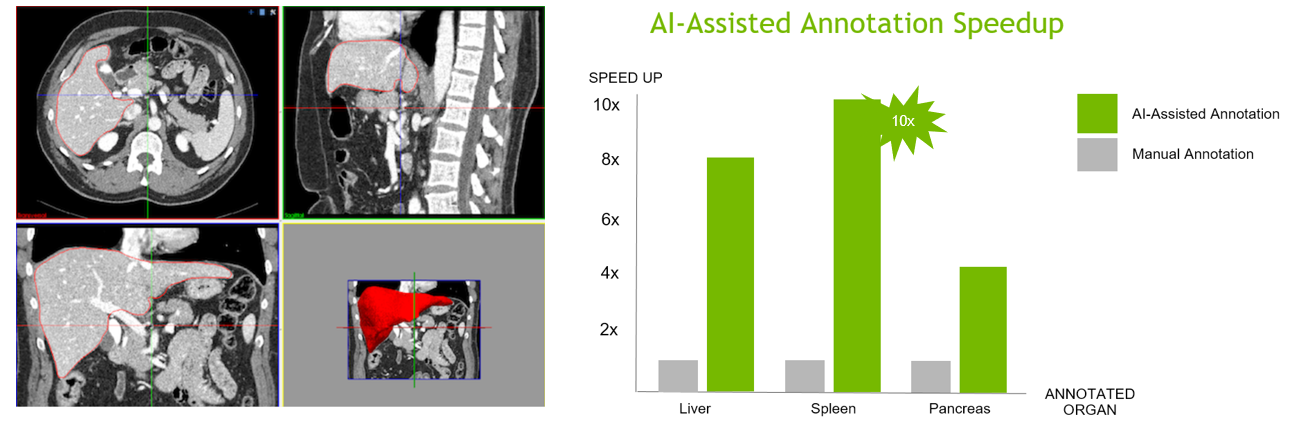 AI-Assisted Annotation Speedup
SPEED UP
10x
8x
6x
4x
2x
10x
AI-Assisted Annotation
Manual Annotation
Liver
Spleen
Pancreas
ANNOTATED
ORGAN